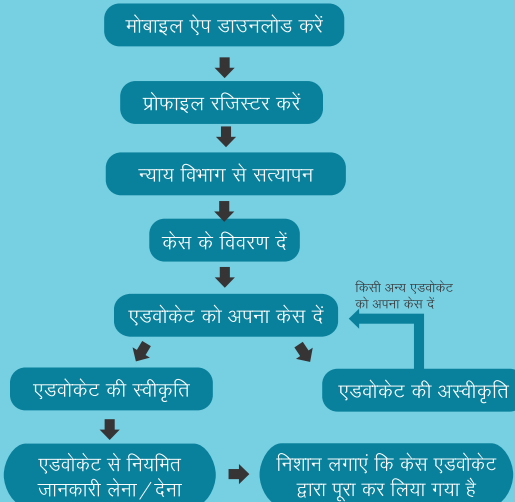 मोबाइल ऐप डाउनलोड करें
प्रोफाइल रजिस्टर करें
न्याय विभाग से सत्यापन
केस के विवरण दें
किसी अन्य एडवोकेट
को अपना केस दें
एडवोकेट को अपना केस दें
एडवोकेट की स्वीकृति
एडवोकेट की अस्वीकृति
एडवोकेट से नियमित
जानकारी लेना/देना
निशान लगाएं कि केस एडवोकेट
द्वारा पूरा कर लिया गया है